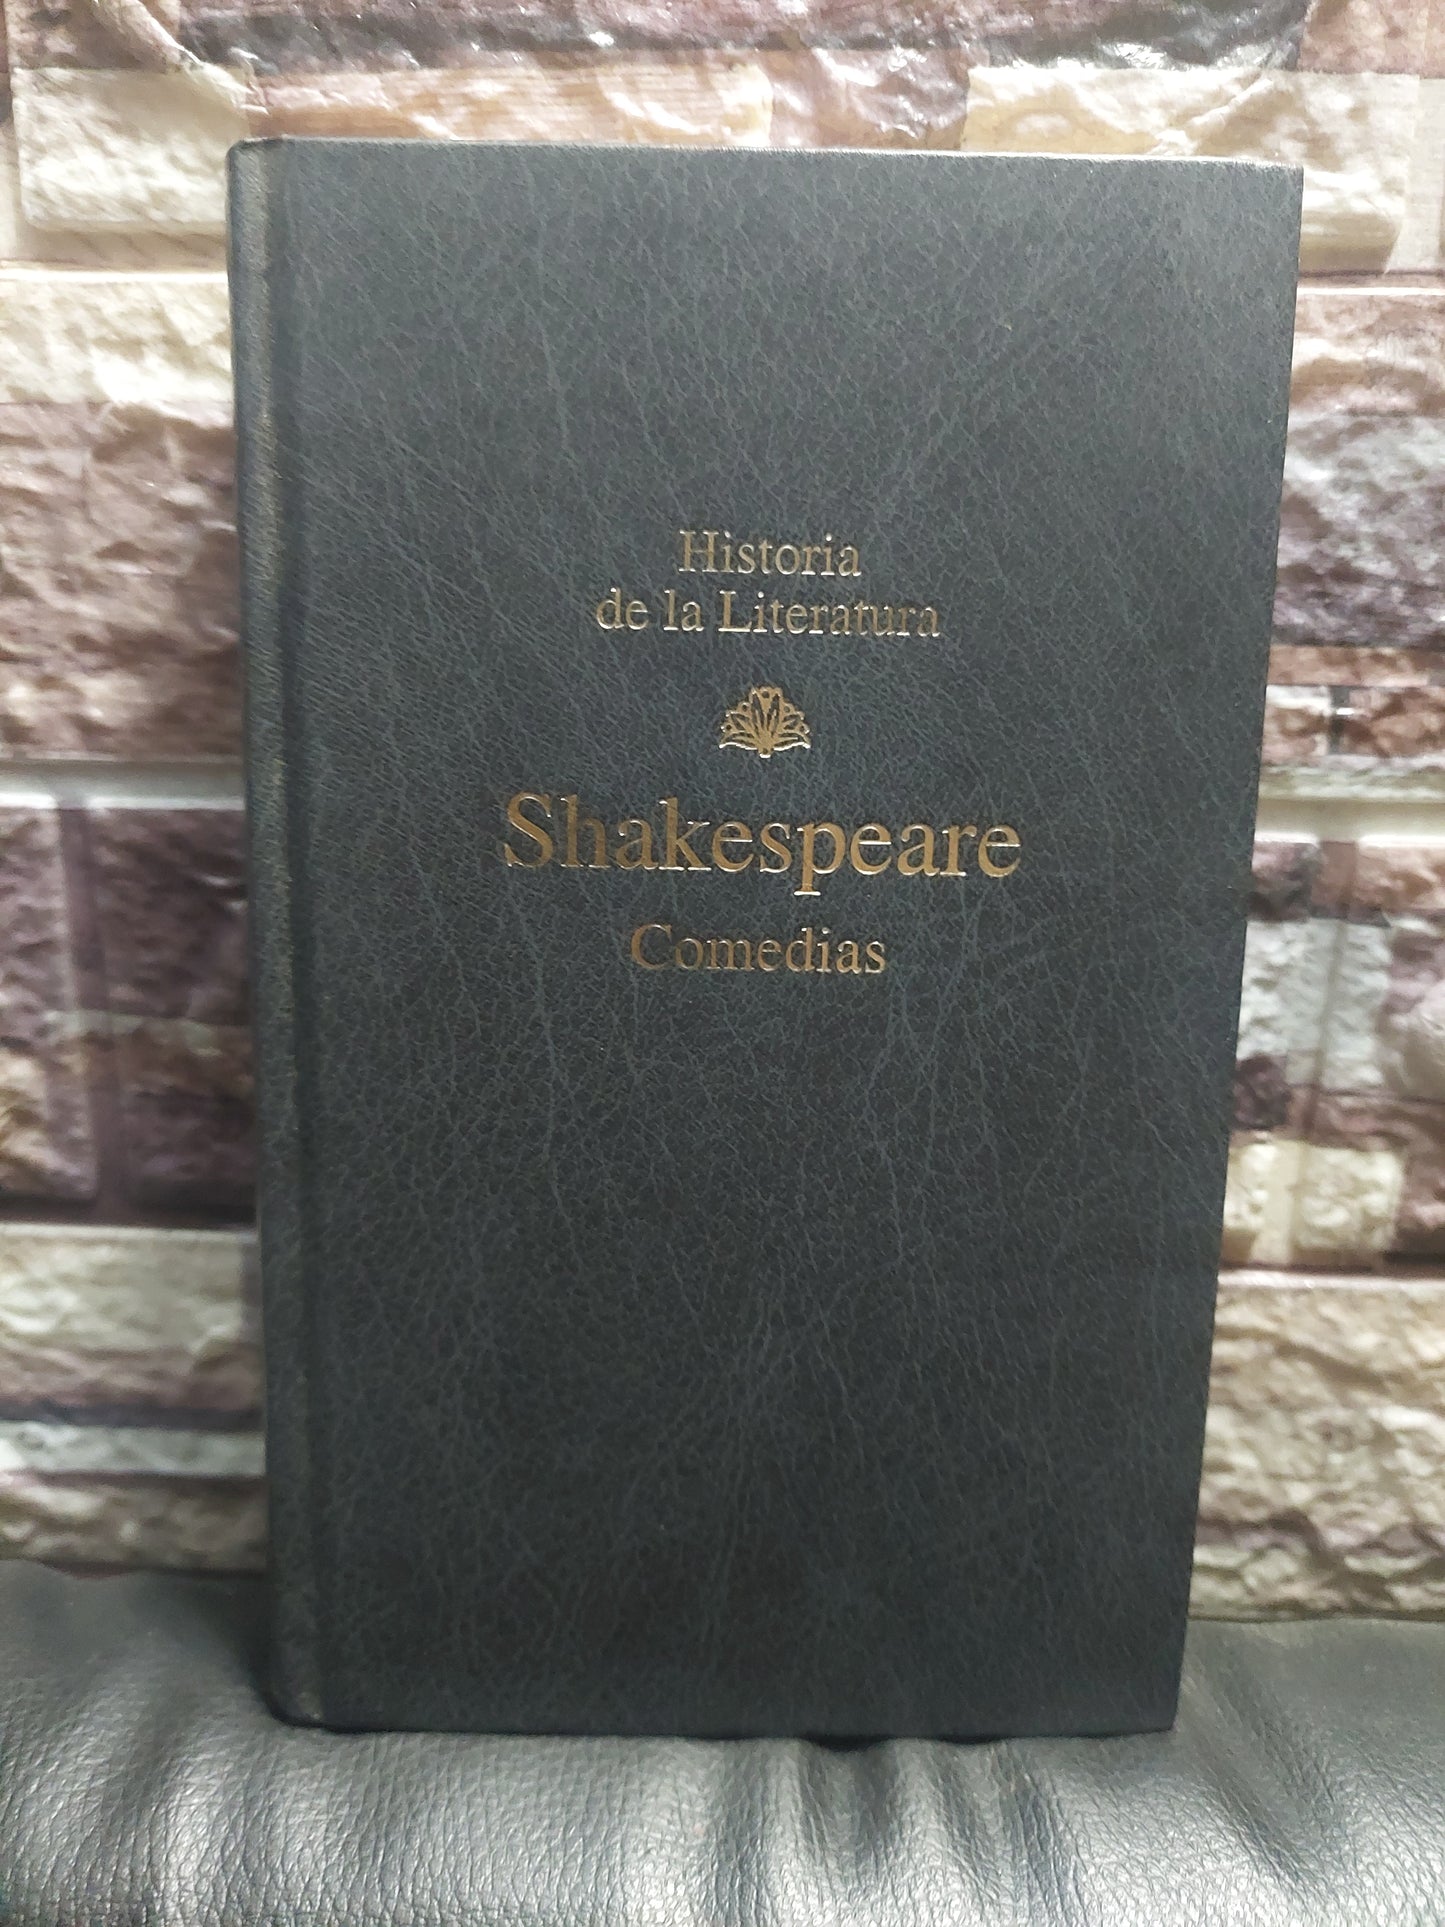 Historia
de la Literatura
Shakespeare
Comedias